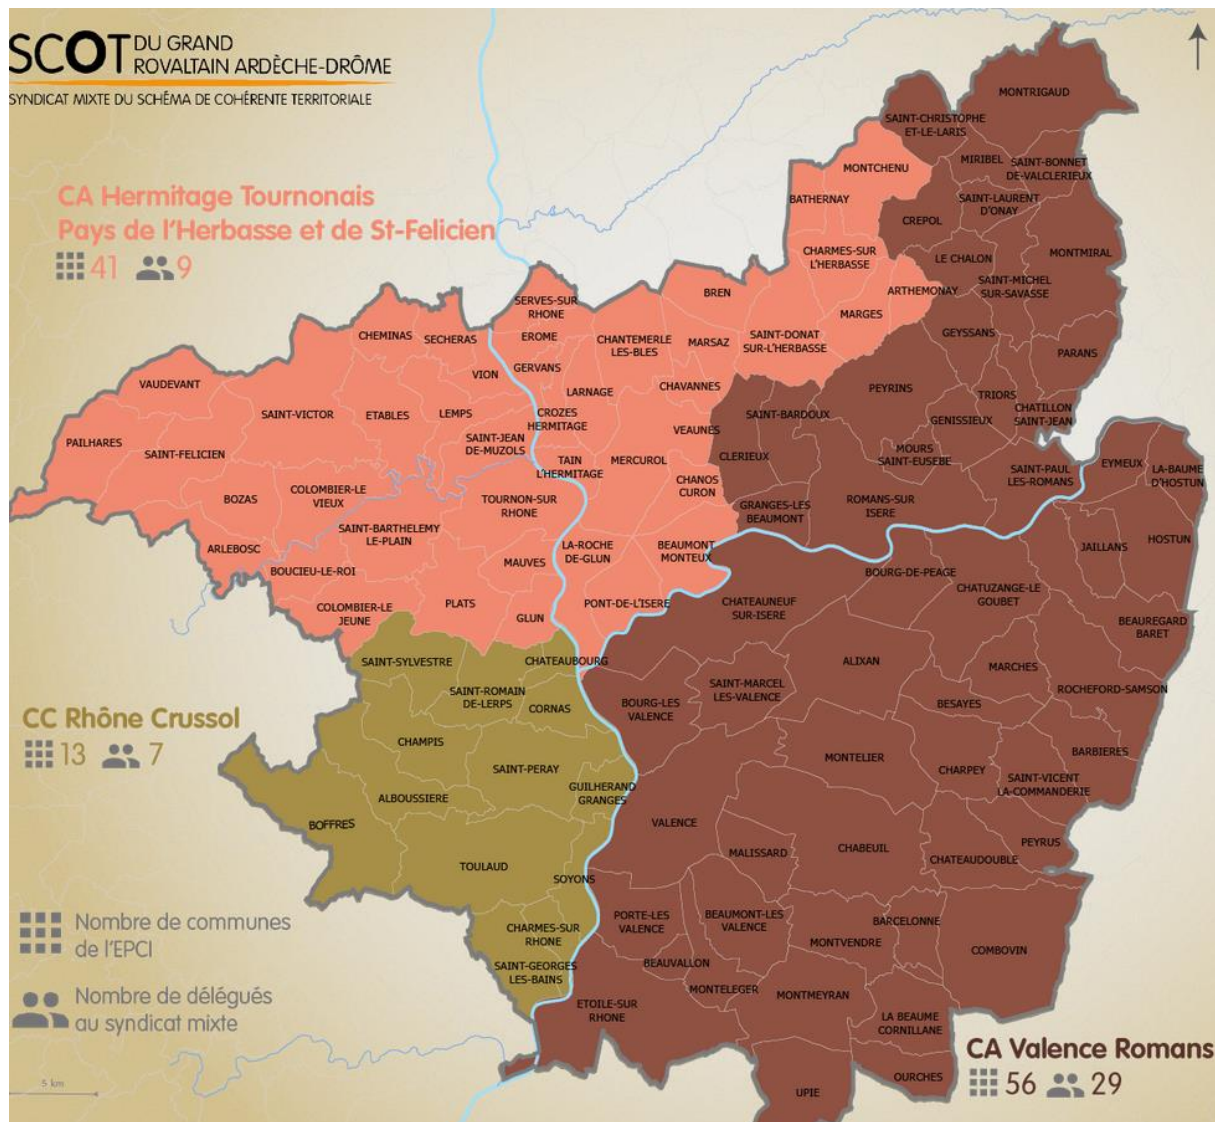 SCOT DU GRAND
ROVALTAIN ARDÈCHE-DRÔME
SYNDICAT MIXTE DU SCHÉMA DE COHÉRENTE TERRITORIALE
CA Hermitage Tournonais
Pays de l'Herbasse et de St-Felicien
41 9
MONTRIGAUD
SAINT-CHRISTOPHE
ET-LE-LARIS
MIRIBEL
SAINT-BONNET
DE-VALCLERIEUX
MONTCHENU
BATHERNAY
SAINT-LAURENT
D'ONAY
CREPOL
CHARMES-SUR
L'HERBASSE
LE CHALON
MONTMIRAL
SAINT-MICHEL
SUR-SAVASSE
ARTHEMONAY
BREN
SERVES-SUR
RHONE
MARGES
CHEMINAS
SECHERAS
EROME
CHANTEMERLE
LES-BLES
MARSAZ
SAINT-DONAT
SUR-L'HERBASSE
GEYSSANS
PARANS
VION
GERVANS
LARNAGE
CHAVANNES
VAUDEVANT
PEYRINS
TRIORS
SAINT-VICTOR
ETABLES
LEMPS
CROZES
HERMITAGE
SAINT-BARDOUX
GENISSIEUX
CHATILLON
SAINT-JEAN
PAILHARES
SAINT-FELICIEN
SAINT-JEAN
DE-MUZOLS
VEAUNES
CLERIEUX
MOURS
SAINT-EUSEBE
TAIN
L'HERMITAGE
MERCUROL
SAINT-PAUL
LES-ROMANS
EYMEUX
LA-BAUME
D'HOSTUN
BOZAS
COLOMBIER-LE
VIEUX
TOURNON-SUR
RHONE
CHANOS
CURON
GRANGES-LES
BEAUMONT
ROMANS-SUR
ISERE
SAINT-BARTHELEMY
LE-PLAIN
ARLEBOSC
BOUCIEU-LE-ROI
MAUVES
LA-ROCHE
DE-GLUN
BEAUMONT
MONTEUX
JAILLANS
HOSTUN
BOURG-DE-PEAGE
CHATUZANGE-LE
GOUBET
COLOMBIER-LE
JEUNE
PLATS
GLUN
PONT-DE-L'ISERE
CHATEAUNEUF
SUR-ISERE
BEAUREGARD
BARET
SAINT-SYLVESTRE
CHATEAUBOURG
ALIXAN
MARCHES
SAINT-ROMAIN
DE-LERPS
CORNAS
BOURG-LES
VALENCE
SAINT-MARCEL
LES-VALENCE
BESAYES
ROCHEFORD-SAMSON
CC Rhône Crussol
13 7
CHAMPIS
SAINT-PERAY
MONTELIER
CHARPEY
BARBIERES
SAINT-VICENT
LA-COMMANDERIE
ALBOUSSIERE
GUILHERAND
GRANGES
BOFFRES
VALENCE
MALISSARD
CHABEUIL
CHATEAUDOUBLE
PEYRUS
TOULAUD
SOYONS
Nombre de communes
de l'EPCI
CHARMES-SUR
RHONE
PORTE-LES
VALENCE
BEAUMONT-LES
VALENCE
BARCELONNE
MONTVENDRE
COMBOVIN
SAINT-GEORGES
LES-BAINS
BEAUVALLON
MONTELEGER
MONTMEYRAN
Nombre de délégués
au syndicat mixte
ETOILE-SUR
RHONE
LA BEAUME
CORNILLANE
CA Valence Romans
56 29
OURCHES
UPIE
5 km